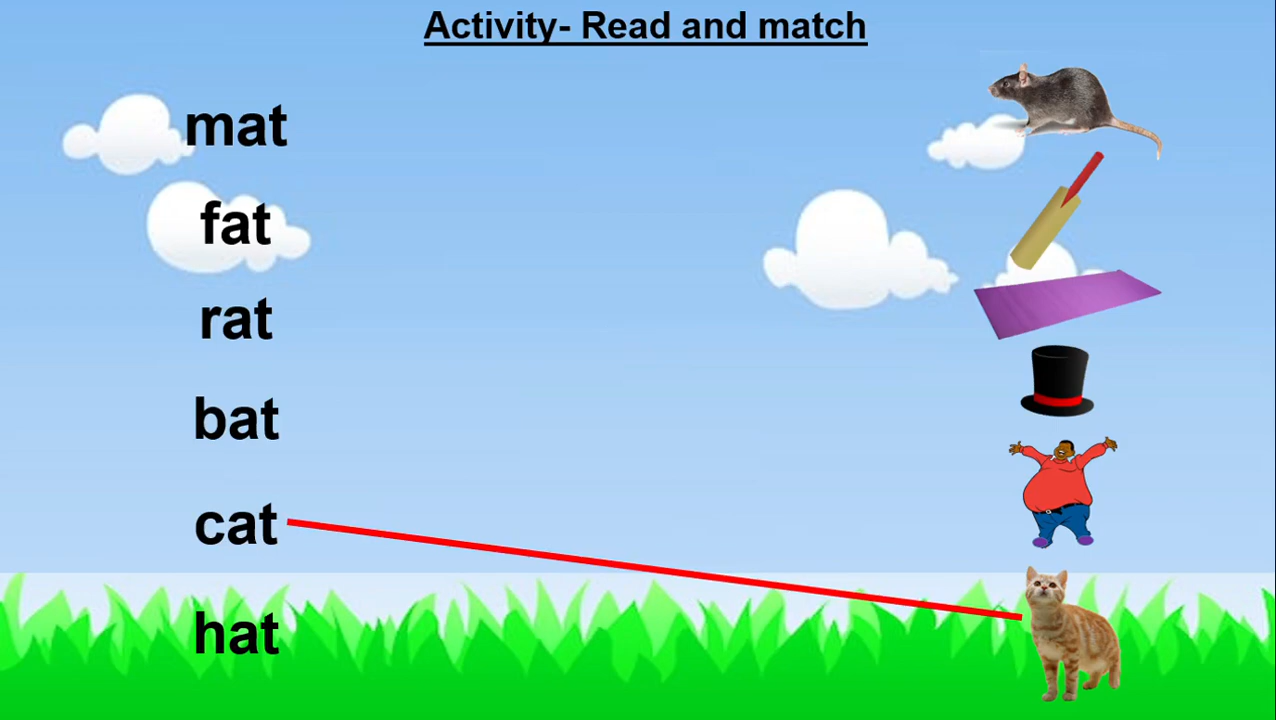 Activity- Read and match
mat
fat
rat
bat
cat
hat